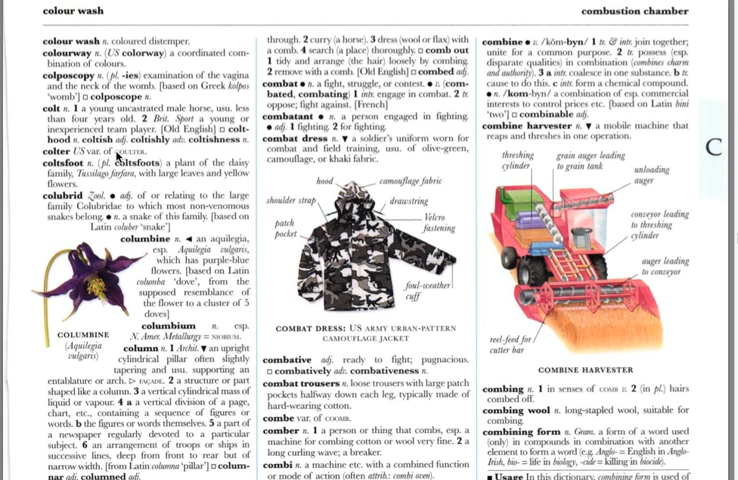 colour wash
combustion chamber
colour wash n. coloured distemper.
colourway n. (US colorway) a coordinated com-
bination of colours.
colposcopy n. (pl. -ies) examination of the vagina
and the neck of the womb. [based on Greek kolpos
'womb'] □ colposcope n.
colt n. 1 a young uncastrated male horse, usu. less
than four years old. 2 Brit. Sport a young or
inexperienced team player. [Old English] □ colt-
hood n. coltish adj. coltishly adv. coltishness n.
colter US var. of COULTER.
coltsfoot n. (pl. coltsfoots) a plant of the daisy
family, Tussilago farfara, with large leaves and yellow
flowers.
colubrid Zool. ● adj. of or relating to the large
family Colubridae to which most non-venomous
snakes belong. ● n. a snake of this family. [based on
Latin coluber 'snake']
columbine n. ◄ an aquilegia,
esp. Aquilegia vulgaris,
which has purple-blue
flowers. [based on Latin
columba 'dove', from the
supposed resemblance of
the flower to a cluster of 5
doves]
COLUMBINE
(Aquilegia
vulgaris)
columbium n. esp.
N. Amer. Metallurgy = NIOBIUM.
column n. 1 Archit. ▼ an upright
cylindrical pillar often slightly
tapering and usu. supporting an
entablature or arch. ▷ FAÇADE. 2 a structure or part
shaped like a column. 3 a vertical cylindrical mass of
liquid or vapour. 4 a a vertical division of a page,
chart, etc., containing a sequence of figures or
words. b the figures or words themselves. 5 a part of
a newspaper regularly devoted to a particular
subject. 6 an arrangement of troops or ships in
successive lines, deep from front to rear but of
narrow width. [from Latin columna 'pillar'] □ colum-
nar adj. columned adj.
through. 2 curry (a horse). 3 dress (wool or flax) with
a comb. 4 search (a place) thoroughly. □ comb out
1 tidy and arrange (the hair) loosely by combing.
2 remove with a comb. [Old English] □ combed adj.
combat ● n. a fight, struggle, or contest. ● v. (com-
bated, combating) 1 intr. engage in combat. 2 tr.
oppose; fight against. [French]
combatant ● n. a person engaged in fighting.
● adj. 1 fighting. 2 for fighting.
combat dress n. ▼ a soldier's uniform worn for
combat and field training, usu. of olive-green,
camouflage, or khaki fabric.
hood
camouflage fabric
shoulder strap
drawstring
patch
pocket
Velcro
fastening
foul-weather
cuff
COMBAT DRESS: US ARMY URBAN-PATTERN
CAMOUFLAGE JACKET
combative adj. ready to fight; pugnacious.
□ combatively adv. combativeness n.
combat trousers n. loose trousers with large patch
pockets halfway down each leg, typically made of
hard-wearing cotton.
combe var. of COOMB.
comber n. 1 a person or thing that combs, esp. a
machine for combing cotton or wool very fine. 2 a
long curling wave; a breaker.
combi n. a machine etc. with a combined function
or mode of action (often attrib.: combi oven).
combine ● v. /kŏm-byn/ 1 tr. & intr. join together;
unite for a common purpose. 2 tr. possess (esp.
disparate qualities) in combination (combines charm
and authority). 3 a intr. coalesce in one substance. b tr.
cause to do this. c intr. form a chemical compound.
● n. /kom-byn/ a combination of esp. commercial
interests to control prices etc. [based on Latin bini
'two'] □ combinable adj.
combine harvester n. ▼ a mobile machine that
reaps and threshes in one operation.
threshing
cylinder
grain auger leading
to grain tank
unloading
auger
conveyor leading
to threshing
cylinder
auger leading
to conveyor
reel-feed for
cutter bar
COMBINE HARVESTER
combing n. 1 in senses of COMB v. 2 (in pl.) hairs
combed off.
combing wool n. long-stapled wool, suitable for
combing.
combining form n. Gram. a form of a word used
(only) in compounds in combination with another
element to form a word (e.g. Anglo- = English in Anglo-
Irish, bio- = life in biology, -cide = killing in biocide).
■ Usage In this dictionary, combining form is used of
C